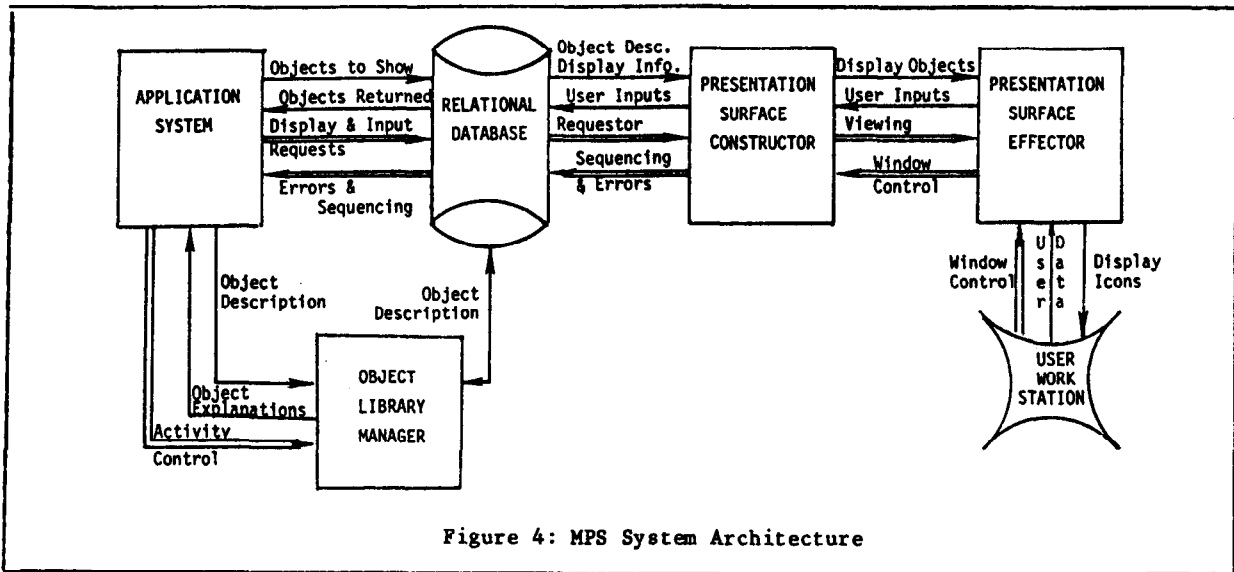 APPLICATION
SYSTEM
Objects to Show
Objects Returned
Display & Input
Requests
Errors &
Sequencing
RELATIONAL
DATABASE
Object Desc.
Display Info.
User Inputs
Requestor
Sequencing
& Errors
PRESENTATION
SURFACE
CONSTRUCTOR
Display Objects
User Inputs
Viewing
Window
Control
PRESENTATION
SURFACE
EFFECTOR
Object
Description
Object
Explanations
Activity
Control
OBJECT
LIBRARY
MANAGER
Object
Description
Window
Control
User
Data
Display
Icons
USER
WORK
STATION
Figure 4: MPS System Architecture